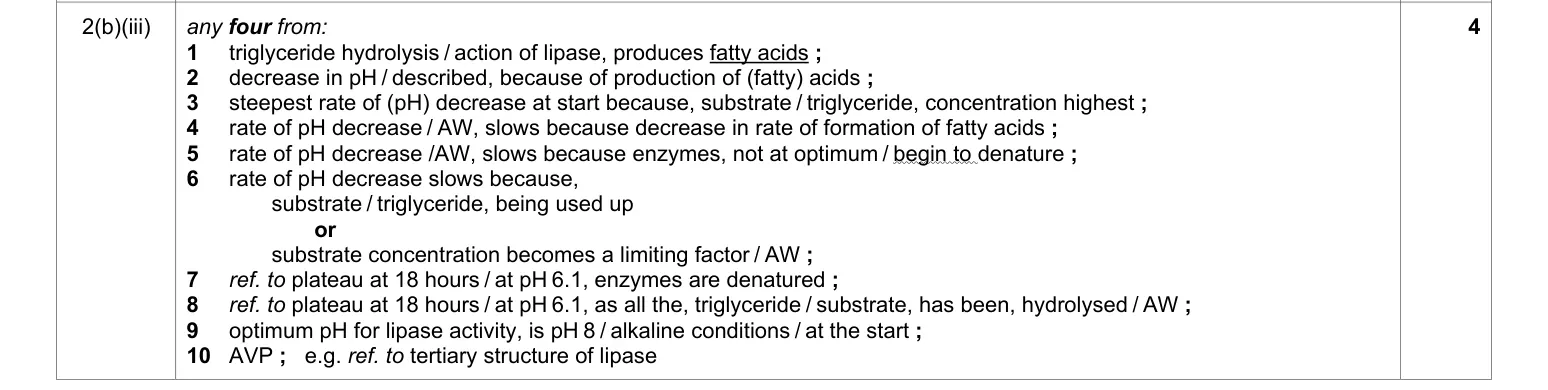 2(b)(iii) any four from: 4
1 triglyceride hydrolysis / action of lipase, produces fatty acids ;
2 decrease in pH / described, because of production of (fatty) acids ;
3 steepest rate of (pH) decrease at start because, substrate / triglyceride, concentration highest ;
4 rate of pH decrease / AW, slows because decrease in rate of formation of fatty acids ;
5 rate of pH decrease /AW, slows because enzymes, not at optimum / begin to denature ;
6 rate of pH decrease slows because,
substrate / triglyceride, being used up
or
substrate concentration becomes a limiting factor / AW ;
7 ref. to plateau at 18 hours / at pH 6.1, enzymes are denatured ;
8 ref. to plateau at 18 hours / at pH 6.1, as all the, triglyceride / substrate, has been, hydrolysed / AW ;
9 optimum pH for lipase activity, is pH 8 / alkaline conditions / at the start ;
10 AVP ; e.g. ref. to tertiary structure of lipase